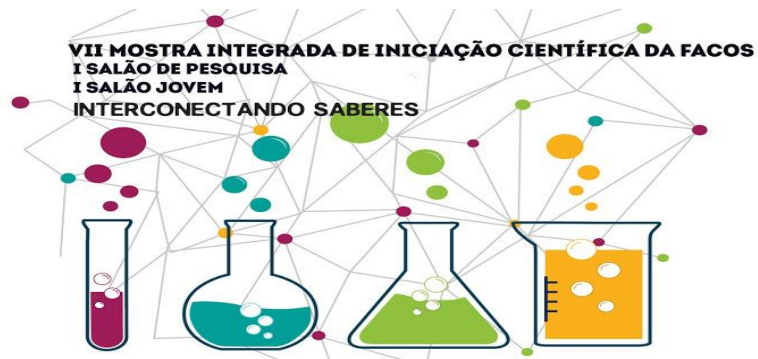 VII MOSTRA INTEGRADA DE INICIAÇÃO CIENTÍFICA DA FACOS
I SALÃO DE PESQUISA
I SALÃO JOVEM
INTERCONECTANDO SABERES